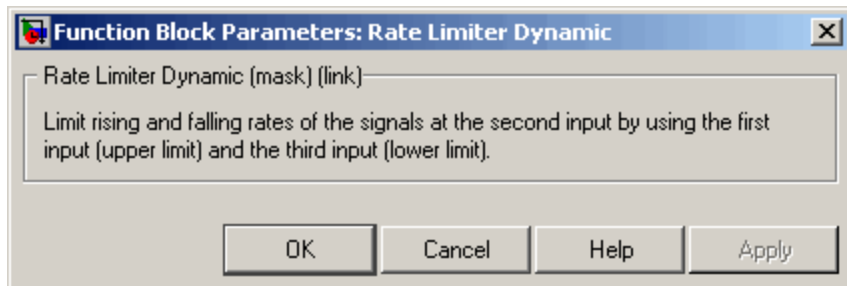 Function Block Parameters: Rate Limiter Dynamic
Rate Limiter Dynamic (mask) (link)
Limit rising and falling rates of the signals at the second input by using the first
input (upper limit) and the third input (lower limit).
OK Cancel Help Apply